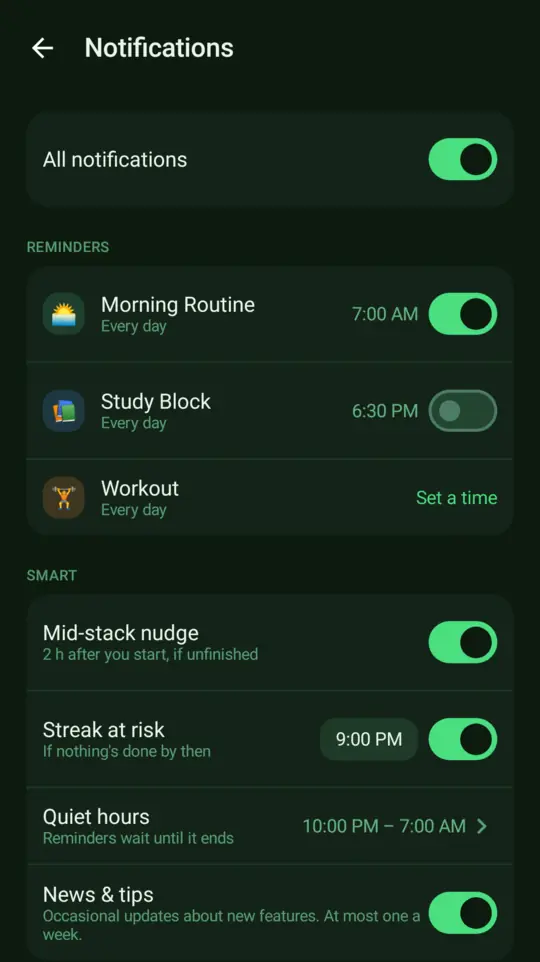 Notifications
All notifications
REMINDERS
Morning Routine
Every day
7:00 AM
Study Block
Every day
6:30 PM
Workout
Every day
Set a time
SMART
Mid-stack nudge
2 h after you start, if unfinished
Streak at risk
If nothing's done by then
9:00 PM
Quiet hours
Reminders wait until it ends
10:00 PM – 7:00 AM
News & tips
Occasional updates about new features. At most one a
week.